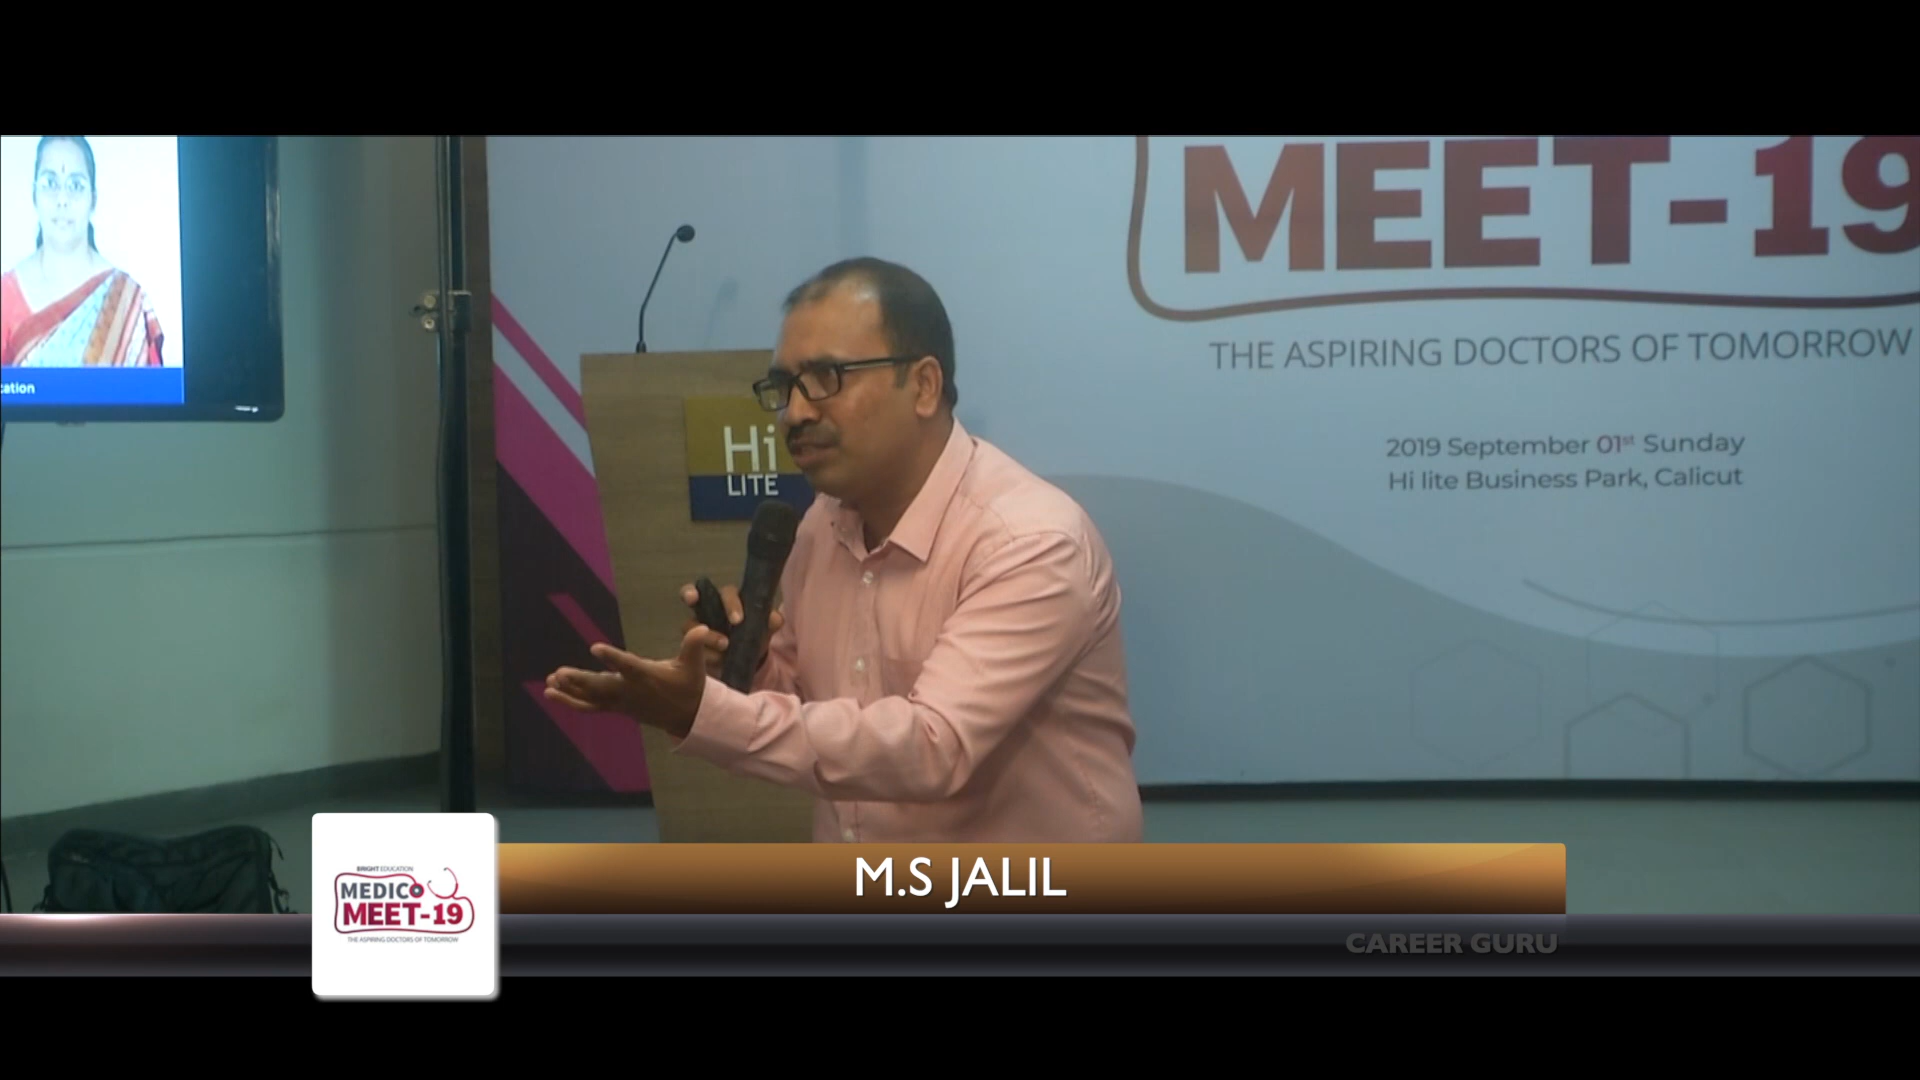 MEET-19
THE ASPIRING DOCTORS OF TOMORROW
2019 September 01st Sunday
Hi lite Business Park, Calicut
cation
Hi
LITE
M.S JALIL
CAREER GURU
BRIGHT EDUCATION
MEDICO
MEET-19
THE ASPIRING DOCTORS OF TOMORROW